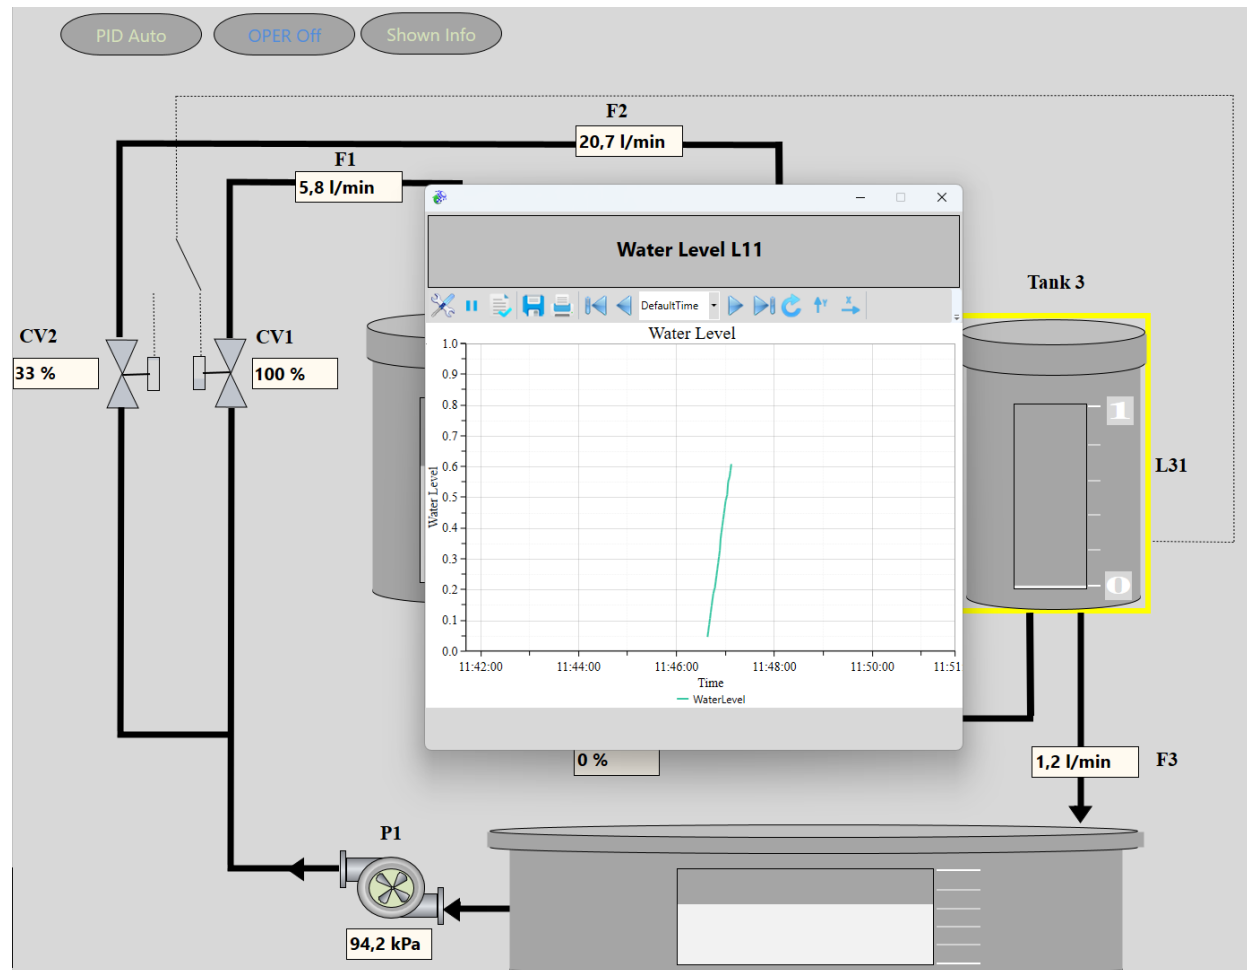 PID Auto
OPER Off
Shown Info
F2
20,7 l/min
F1
5,8 l/min
Water Level L11
DefaultTime
Water Level
1.0
0.9
0.8
0.7
0.6
0.5
0.4
0.3
0.2
0.1
0.0
Water Level
11:42:00
11:44:00
11:46:00
11:48:00
11:50:00
11:51
Time
WaterLevel
Tank 3
1
0
L31
CV2
33 %
CV1
100 %
0 %
1,2 l/min
F3
P1
94,2 kPa